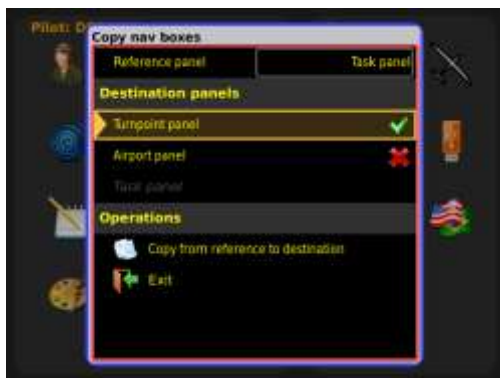 Pilot: D
Copy nav boxes
Reference panel Task panel
Destination panels
Turnpoint panel
Airport panel
Task panel
Operations
Copy from reference to destination
Exit